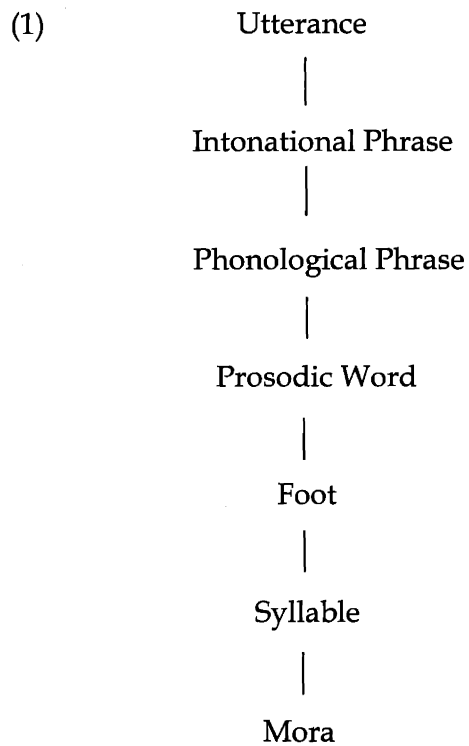 (1) Utterance
Intonational Phrase
Phonological Phrase
Prosodic Word
Foot
Syllable
Mora